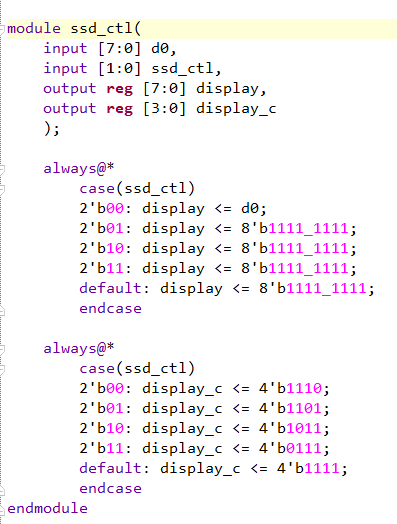 module ssd_ctl(
    input [7:0] d0,
    input [1:0] ssd_ctl,
    output reg [7:0] display,
    output reg [3:0] display_c
    );

    always@*
        case(ssd_ctl)
        2'b00: display <= d0;
        2'b01: display <= 8'b1111_1111;
        2'b10: display <= 8'b1111_1111;
        2'b11: display <= 8'b1111_1111;
        default: display <= 8'b1111_1111;
        endcase

    always@*
        case(ssd_ctl)
        2'b00: display_c <= 4'b1110;
        2'b01: display_c <= 4'b1101;
        2'b10: display_c <= 4'b1011;
        2'b11: display_c <= 4'b0111;
        default: display_c <= 4'b1111;
        endcase
endmodule